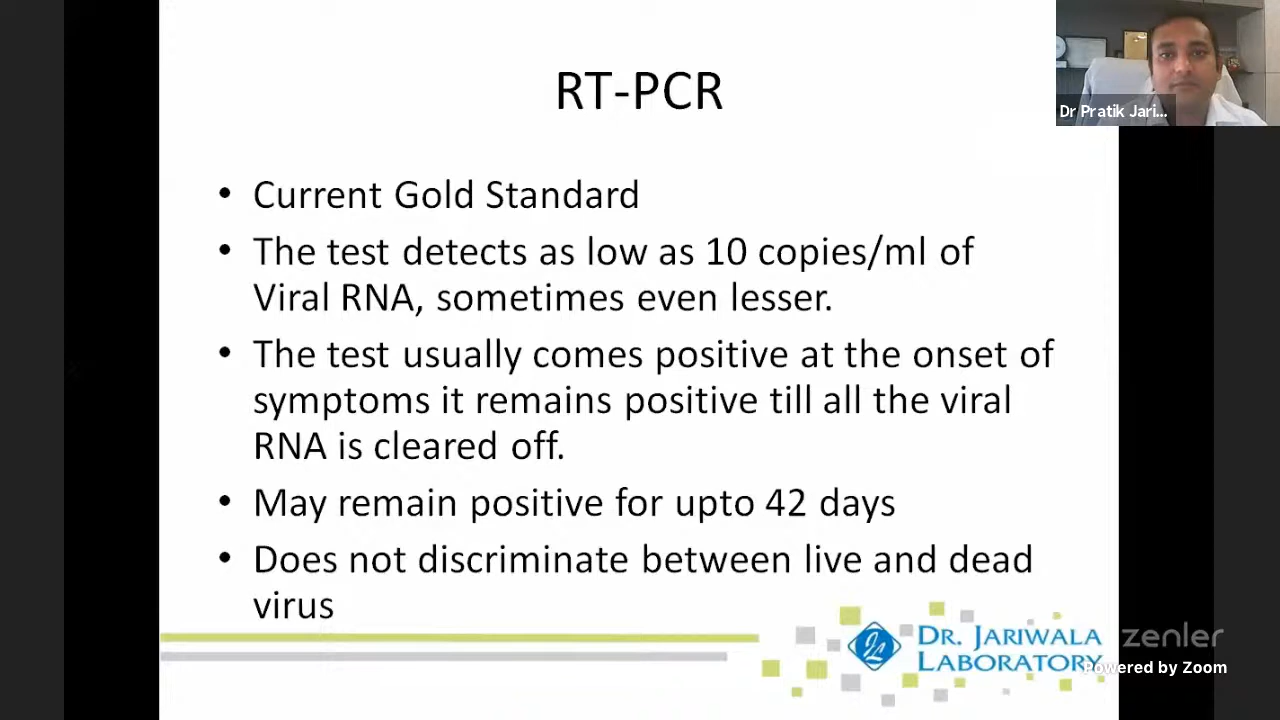 RT-PCR
Dr Pratik Jari...
• Current Gold Standard
• The test detects as low as 10 copies/ml of
Viral RNA, sometimes even lesser.
• The test usually comes positive at the onset of
symptoms it remains positive till all the viral
RNA is cleared off.
• May remain positive for upto 42 days
• Does not discriminate between live and dead
virus
DR. JARIWALA
LABORATORY
zenler
Powered by Zoom